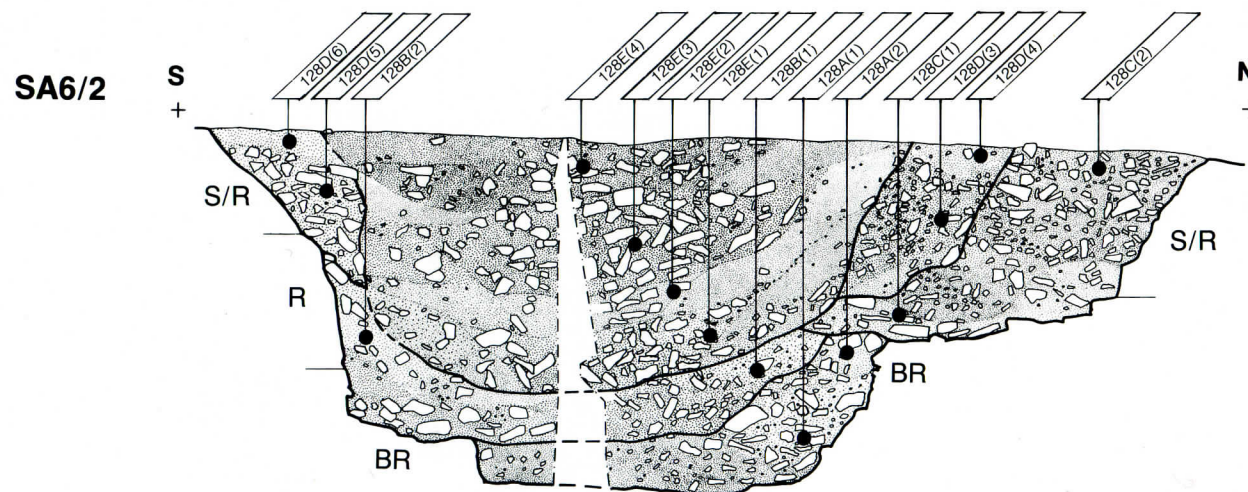 SA6/2
S
+
128D(6)
128D(5)
128B(2)
128E(4)
128E(3)
128E(2)
128E(1)
128B(1)
128A(1)
128A(2)
128C(1)
128D(3)
128D(4)
128C(2)
N
S/R
R
BR
BR
S/R